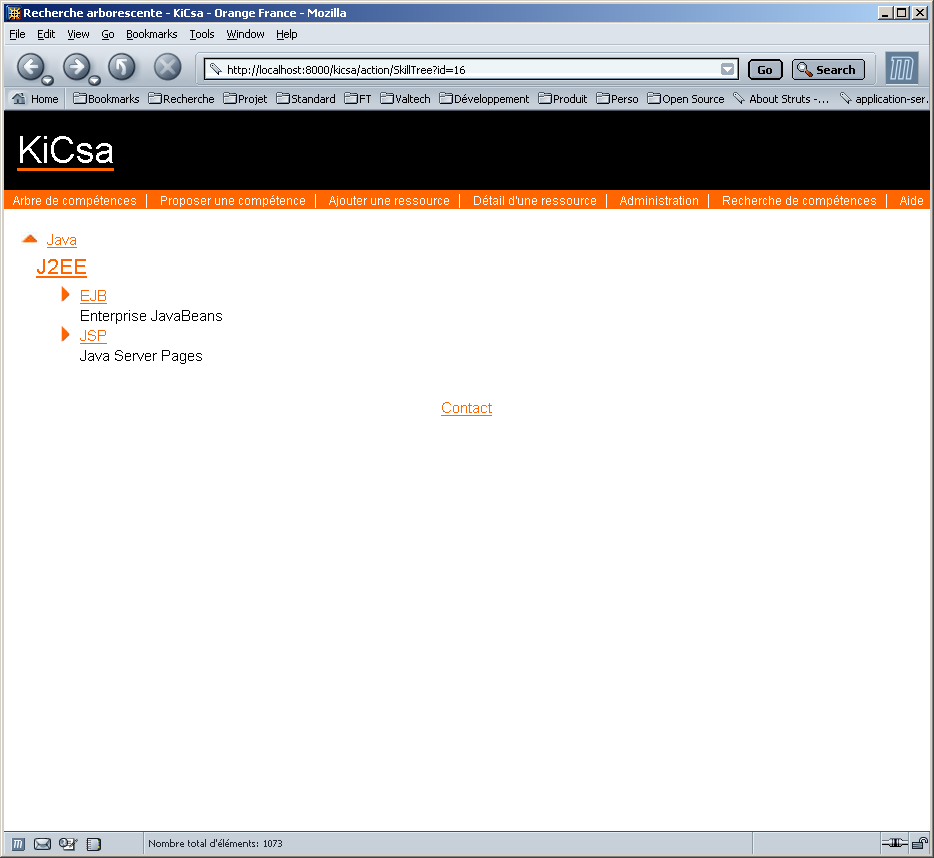 Recherche arborescente - KiCsa - Orange France - Mozilla
File Edit View Go Bookmarks Tools Window Help
http://localhost:8000/kicsa/action/SkillTree?id=16 Go Search
Home Bookmarks Recherche Projet Standard FT Valtech Développement Produit Perso Open Source About Struts -... application-ser.
KiCsa
Arbre de compétences Proposer une compétence Ajouter une ressource Détail d'une ressource Administration Recherche de compétences Aide
Java
J2EE
EJB
Enterprise JavaBeans
JSP
Java Server Pages
Contact
Nombre total d'éléments: 1073